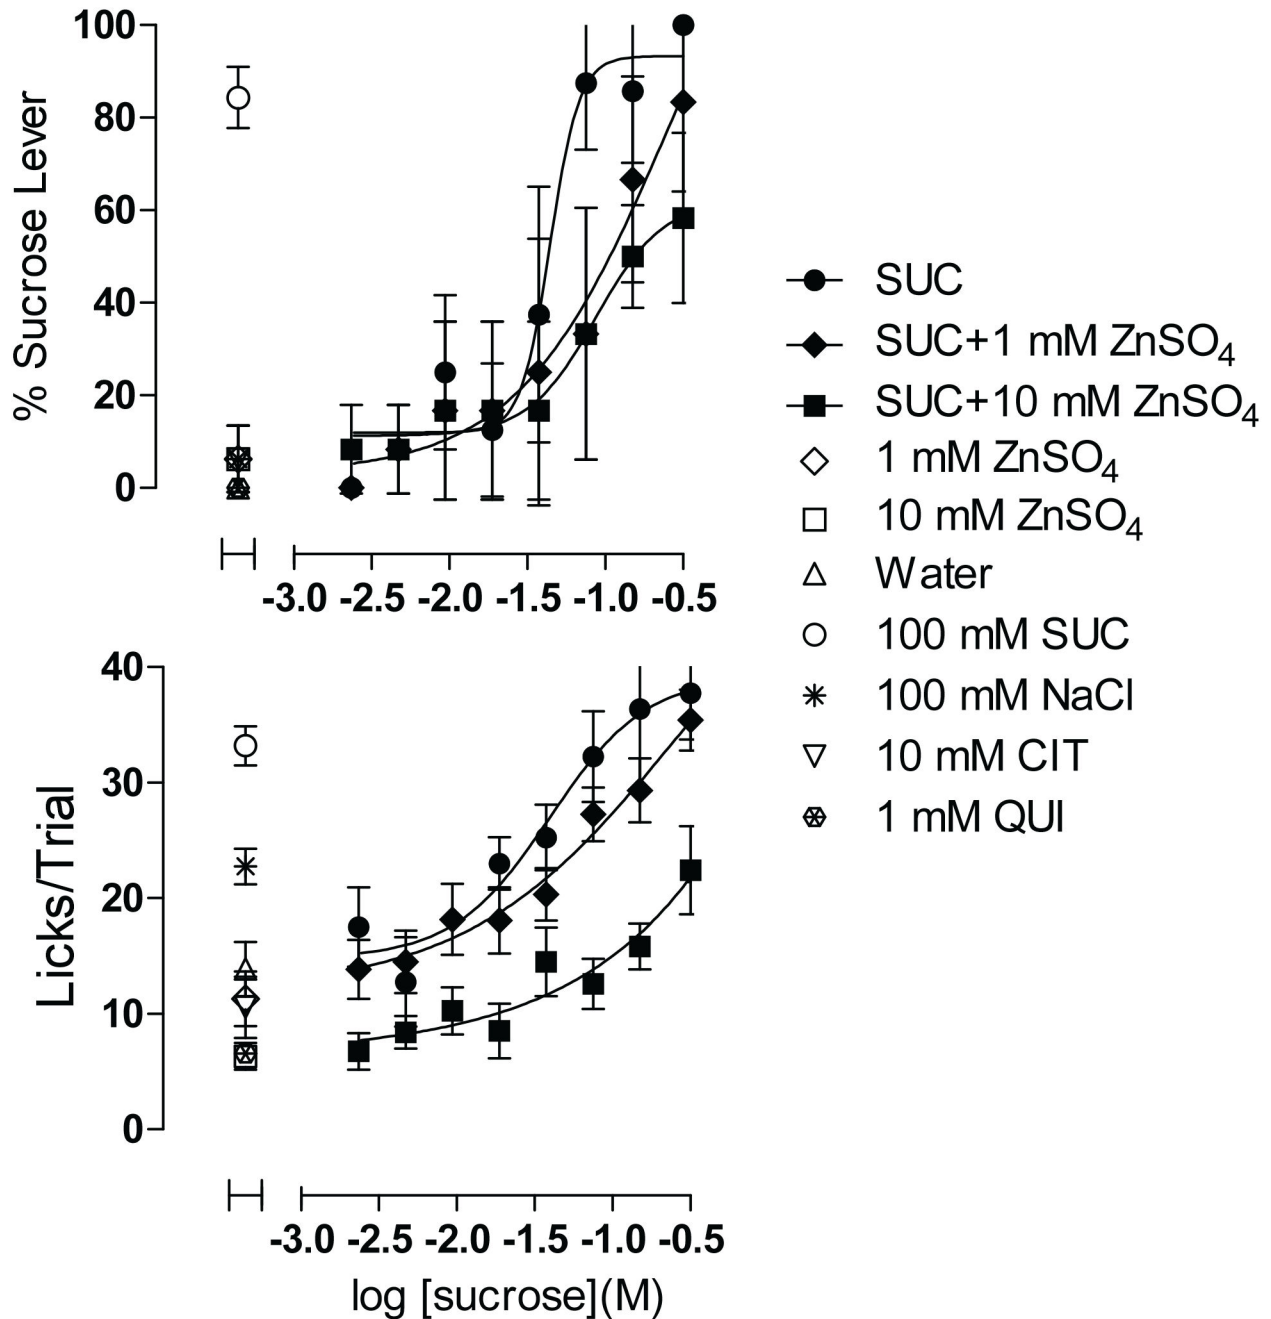 % Sucrose Lever
100
80
60
40
20
0
-3.0 -2.5 -2.0 -1.5 -1.0 -0.5
SUC
SUC+1 mM ZnSO4
SUC+10 mM ZnSO4
1 mM ZnSO4
10 mM ZnSO4
Water
100 mM SUC
100 mM NaCl
10 mM CIT
1 mM QUI
Licks/Trial
40
30
20
10
0
-3.0 -2.5 -2.0 -1.5 -1.0 -0.5
log [sucrose](M)